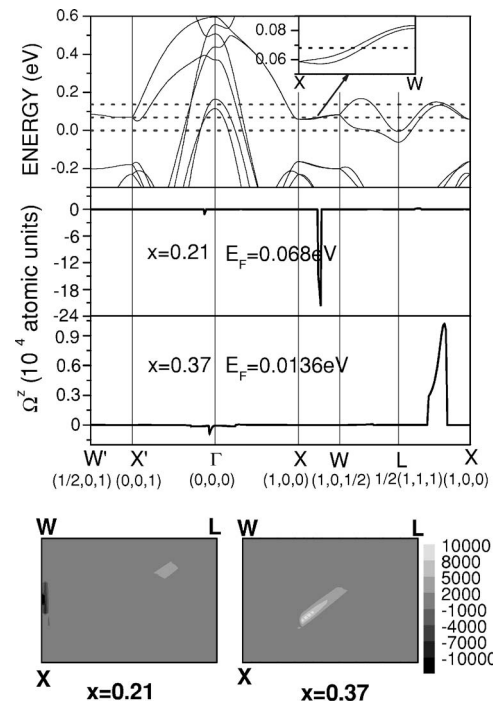 0.6
0.4
0.2
0.0
-0.2
ENERGY (eV)
0.08
0.06
X W
0
-6
-12
-18
-24
x=0.21 E_F=0.068eV
Ω^z (10^4 atomic units)
0.9
0.6
0.3
0
x=0.37 E_F=0.0136eV
W' X' Γ X W L X
(1/2,0,1) (0,0,1) (0,0,0) (1,0,0) (1,0,1/2) 1/2(1,1,1) (1,0,0)
W L W L
X X
x=0.21 x=0.37
10000
8000
5000
2000
-1000
-4000
-7000
-10000